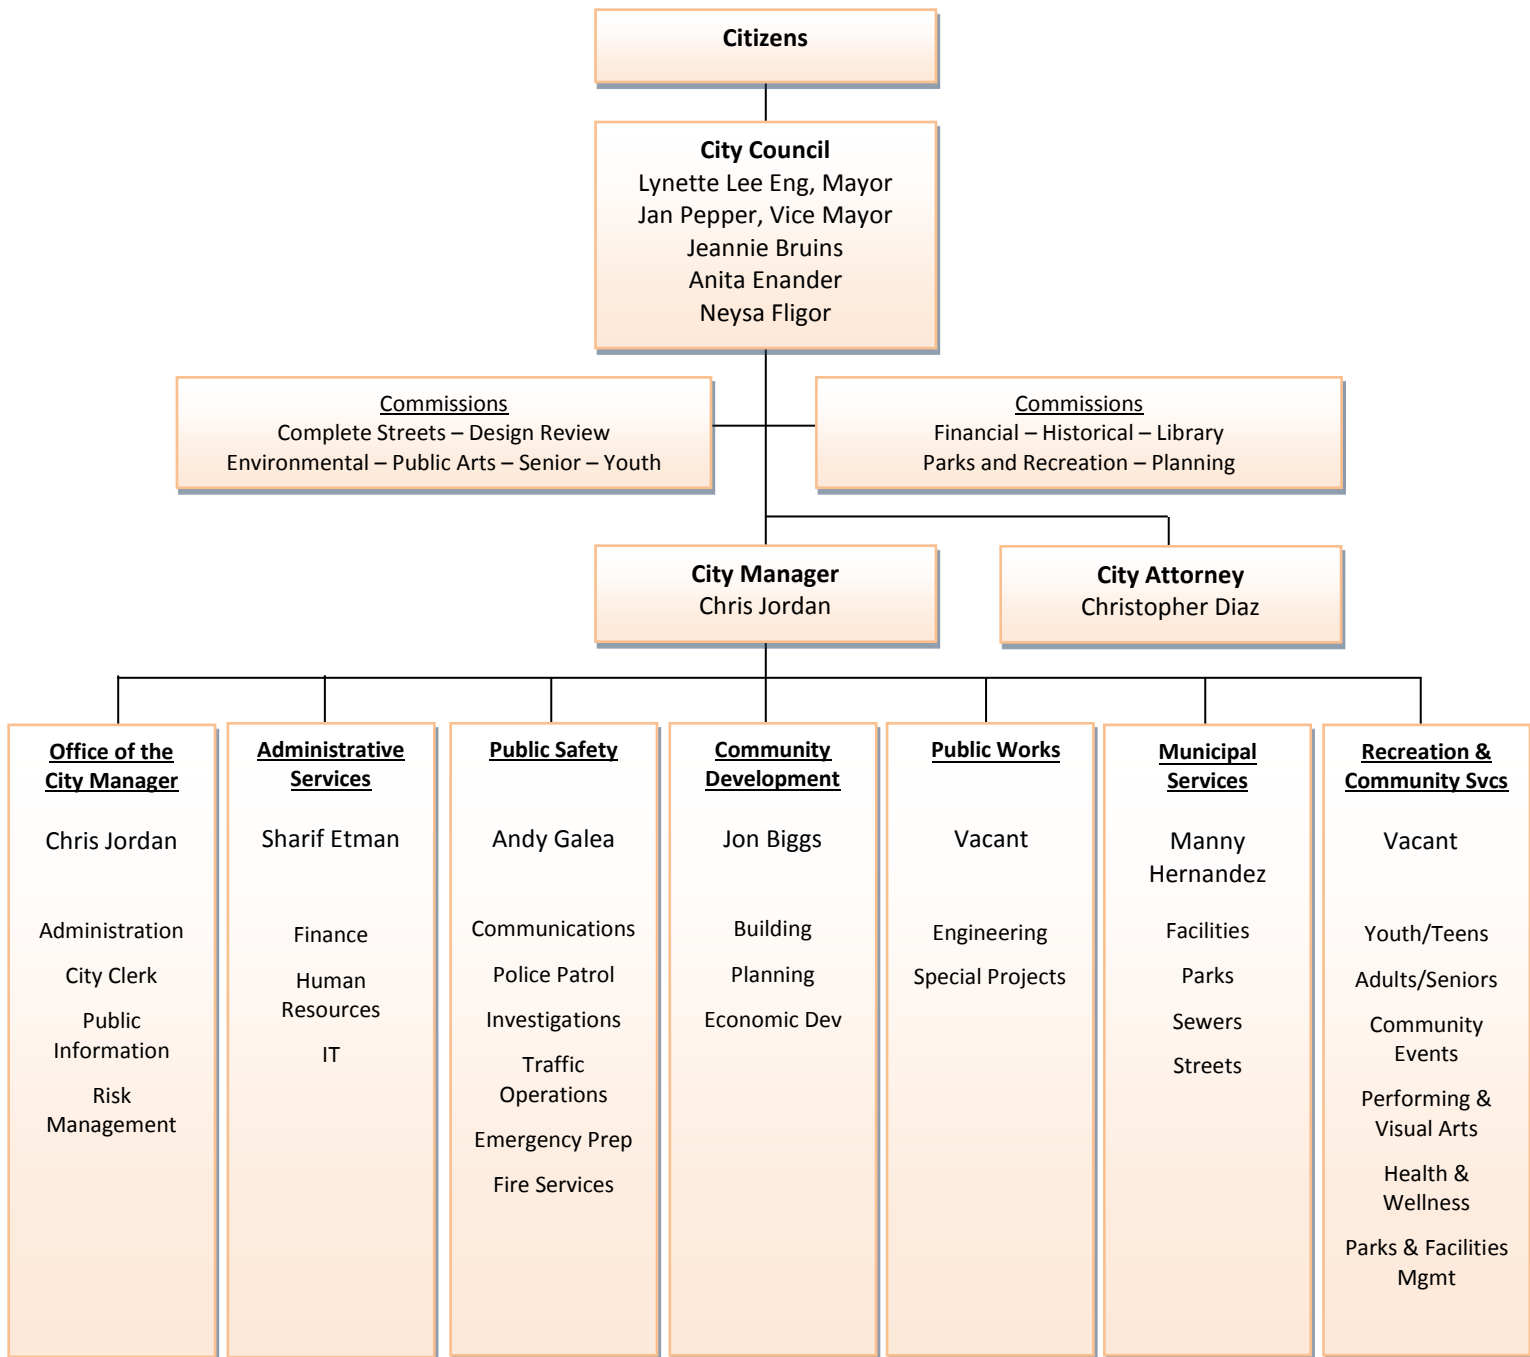 Citizens
City Council
Lynette Lee Eng, Mayor
Jan Pepper, Vice Mayor
Jeannie Bruins
Anita Enander
Neysa Fligor
Commissions
Complete Streets – Design Review
Environmental – Public Arts – Senior – Youth
Commissions
Financial – Historical – Library
Parks and Recreation – Planning
City Manager
Chris Jordan
City Attorney
Christopher Diaz
Office of the
City Manager
Chris Jordan
Administration
City Clerk
Public
Information
Risk
Management
Administrative
Services
Sharif Etman
Finance
Human
Resources
IT
Public Safety
Andy Galea
Communications
Police Patrol
Investigations
Traffic
Operations
Emergency Prep
Fire Services
Community
Development
Jon Biggs
Building
Planning
Economic Dev
Public Works
Vacant
Engineering
Special Projects
Municipal
Services
Manny
Hernandez
Facilities
Parks
Sewers
Streets
Recreation &
Community Svcs
Vacant
Youth/Teens
Adults/Seniors
Community
Events
Performing &
Visual Arts
Health &
Wellness
Parks & Facilities
Mgmt